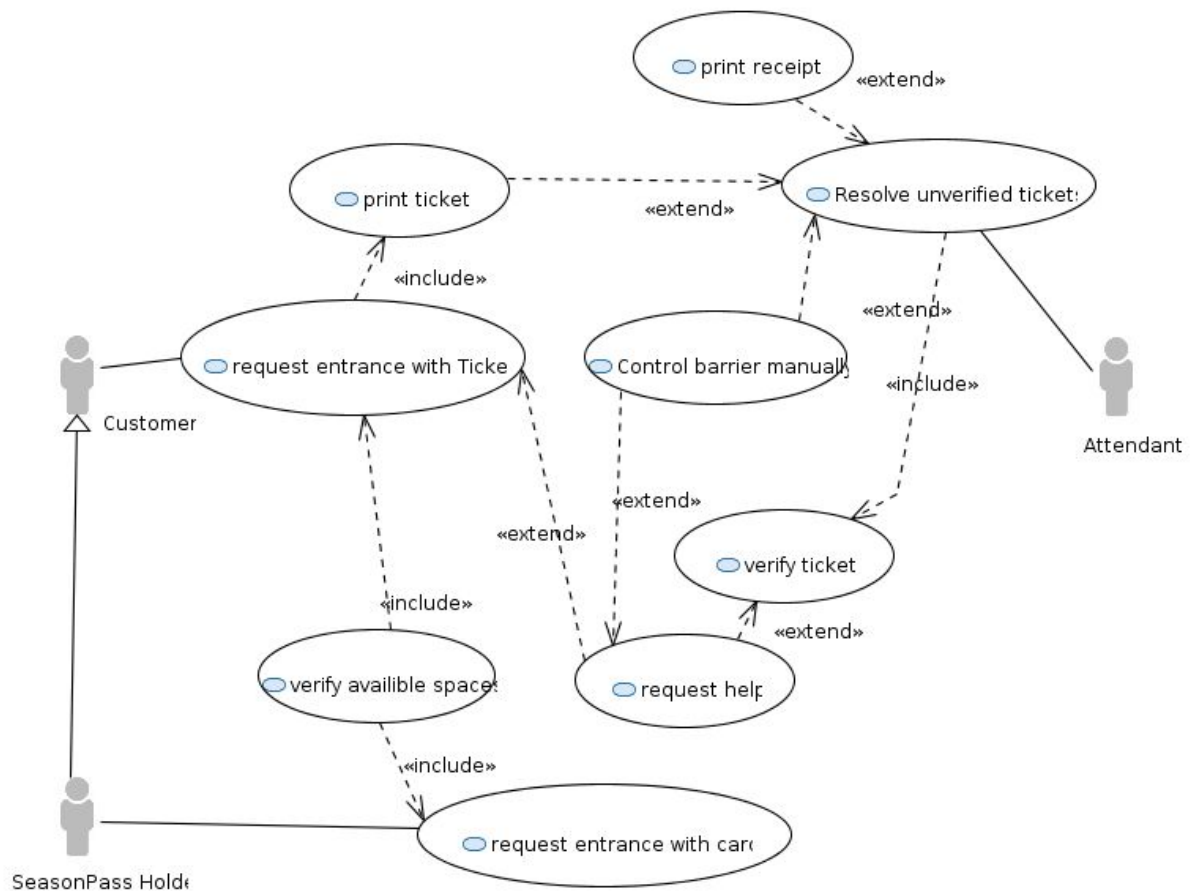 print receipt
«extend»
print ticket
«extend»
Resolve unverified tickets
«include»
«extend»
request entrance with Ticke
Control barrier manually
«include»
Customer
Attendant
«extend»
«extend»
verify ticket
«include»
«extend»
verify availible spaces
request help
«include»
request entrance with card
SeasonPass Holde